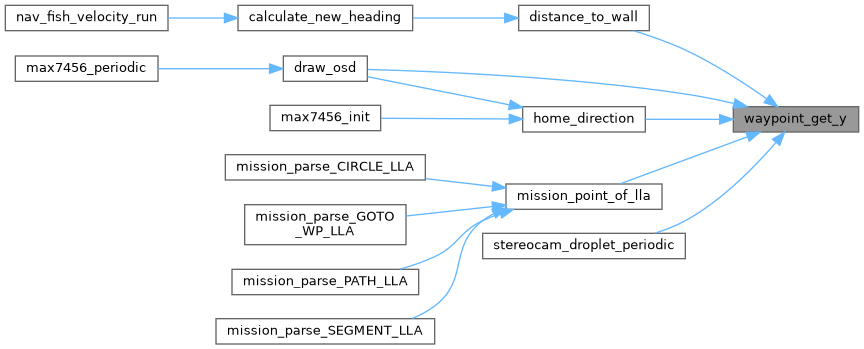 nav_fish_velocity_run
calculate_new_heading
distance_to_wall
max7456_periodic
draw_osd
max7456_init
home_direction
waypoint_get_y
mission_parse_CIRCLE_LLA
mission_point_of_lla
mission_parse_GOTO
_WP_LLA
stereocam_droplet_periodic
mission_parse_PATH_LLA
mission_parse_SEGMENT_LLA